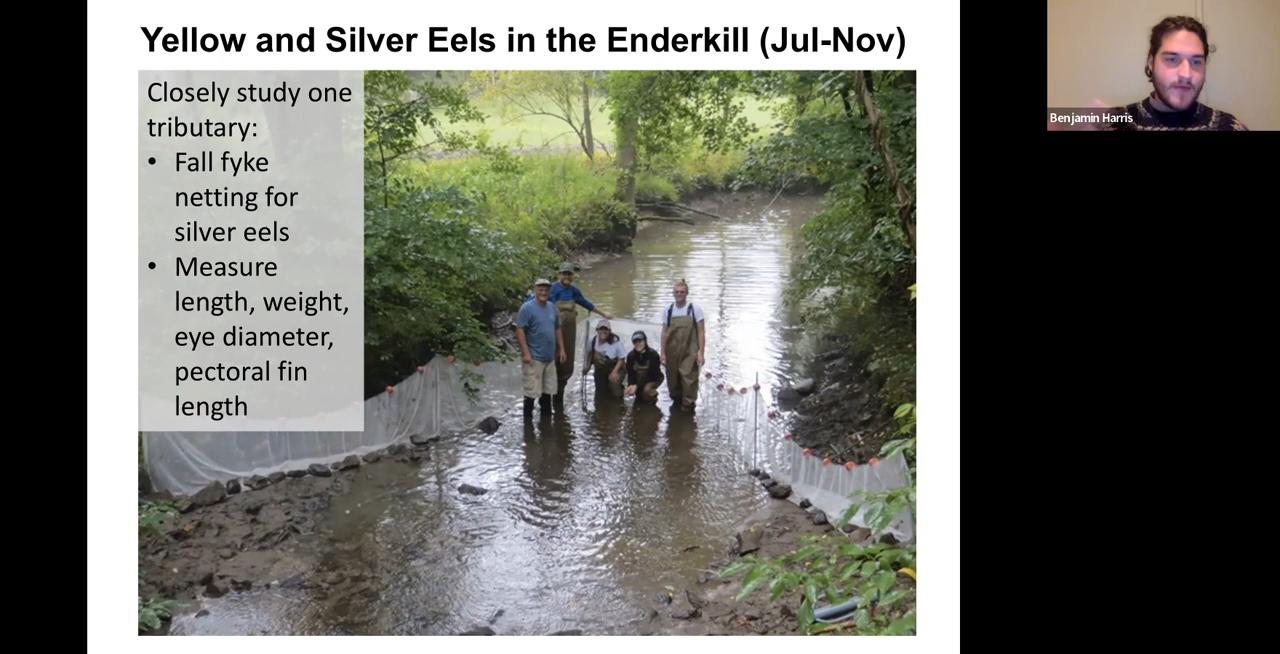 Yellow and Silver Eels in the Enderkill (Jul-Nov)
Closely study one
tributary:
• Fall fyke
netting for
silver eels
• Measure
length, weight,
eye diameter,
pectoral fin
length
Benjamin Harris